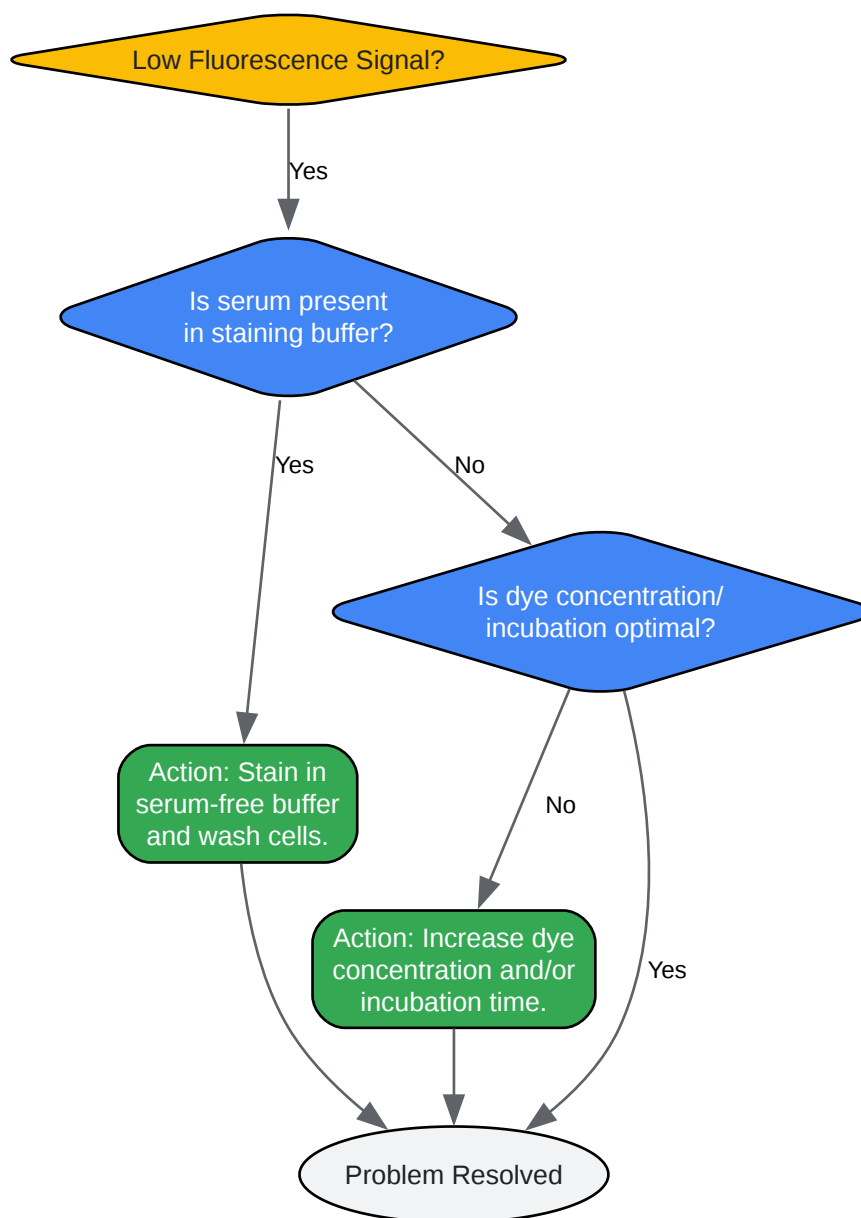 Low Fluorescence Signal?
Yes
Is serum present
in staining buffer?
Yes
No
Is dye concentration/
incubation optimal?
Action: Stain in
serum-free buffer
and wash cells.
No
Action: Increase dye
concentration and/or
incubation time.
Yes
Problem Resolved